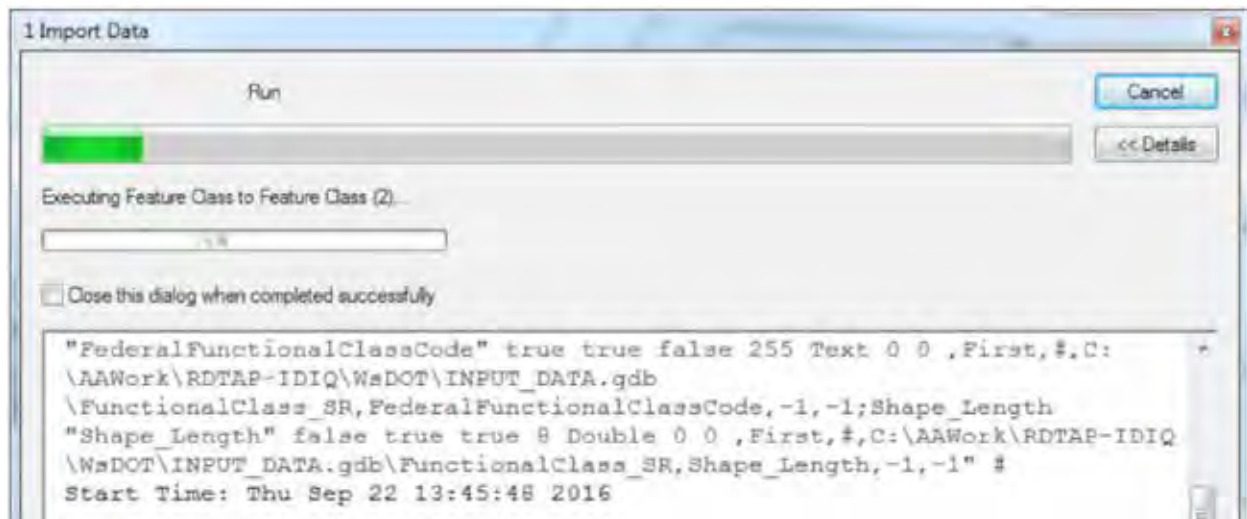 1 Import Data
Run
Cancel
<< Details
Executing Feature Class to Feature Class (2)...
Close this dialog when completed successfully
"FederalFunctionalClassCode" true true false 255 Text 0 0 ,First,#,C:
\AAWork\RDTAP-IDIQ\WsDOT\INPUT_DATA.gdb
\FunctionalClass_SR,FederalFunctionalClassCode,-1,-1;Shape_Length
"Shape_Length" false true true 8 Double 0 0 ,First,#,C:\AAWork\RDTAP-IDIQ
\WsDOT\INPUT_DATA.gdb\FunctionalClass_SR,Shape_Length,-1,-1" #
Start Time: Thu Sep 22 13:45:48 2016